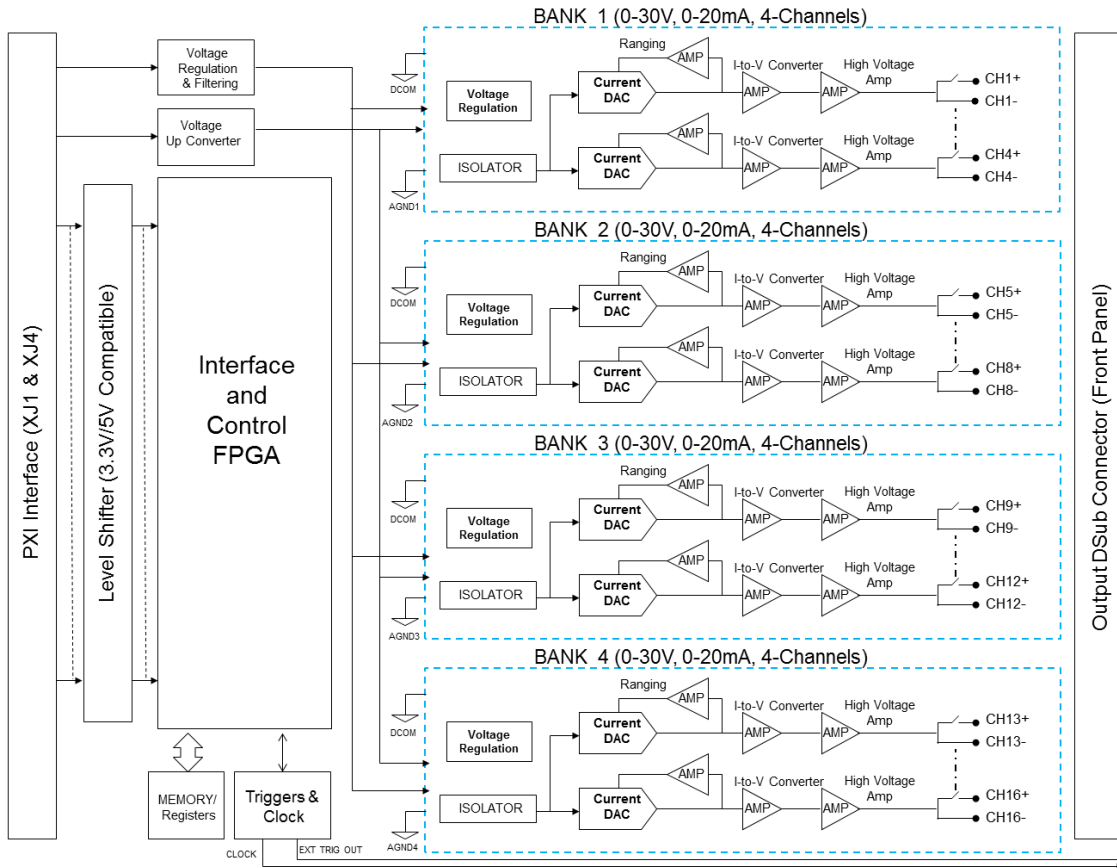 PXI Interface (XJ1 & XJ4)
Voltage
Regulation
& Filtering
Voltage
Up Converter
Level Shifter (3.3V/5V Compatible)
Interface
and
Control
FPGA
MEMORY/
Registers
Triggers &
Clock
CLOCK
EXT TRIG OUT
BANK 1 (0-30V, 0-20mA, 4-Channels)
DCOM
Voltage
Regulation
ISOLATOR
AGND1
Ranging
AMP
Current
DAC
I-to-V Converter
AMP
High Voltage
Amp
AMP
CH1+
CH1-
AMP
Current
DAC
I-to-V Converter
AMP
High Voltage
Amp
AMP
CH4+
CH4-
BANK 2 (0-30V, 0-20mA, 4-Channels)
DCOM
Voltage
Regulation
ISOLATOR
AGND2
Ranging
AMP
Current
DAC
I-to-V Converter
AMP
High Voltage
Amp
AMP
CH5+
CH5-
AMP
Current
DAC
I-to-V Converter
AMP
High Voltage
Amp
AMP
CH8+
CH8-
BANK 3 (0-30V, 0-20mA, 4-Channels)
DCOM
Voltage
Regulation
ISOLATOR
AGND3
Ranging
AMP
Current
DAC
I-to-V Converter
AMP
High Voltage
Amp
AMP
CH9+
CH9-
AMP
Current
DAC
I-to-V Converter
AMP
High Voltage
Amp
AMP
CH12+
CH12-
BANK 4 (0-30V, 0-20mA, 4-Channels)
DCOM
Voltage
Regulation
ISOLATOR
AGND4
Ranging
AMP
Current
DAC
I-to-V Converter
AMP
High Voltage
Amp
AMP
CH13+
CH13-
AMP
Current
DAC
I-to-V Converter
AMP
High Voltage
Amp
AMP
CH16+
CH16-
Output DSub Connector (Front Panel)